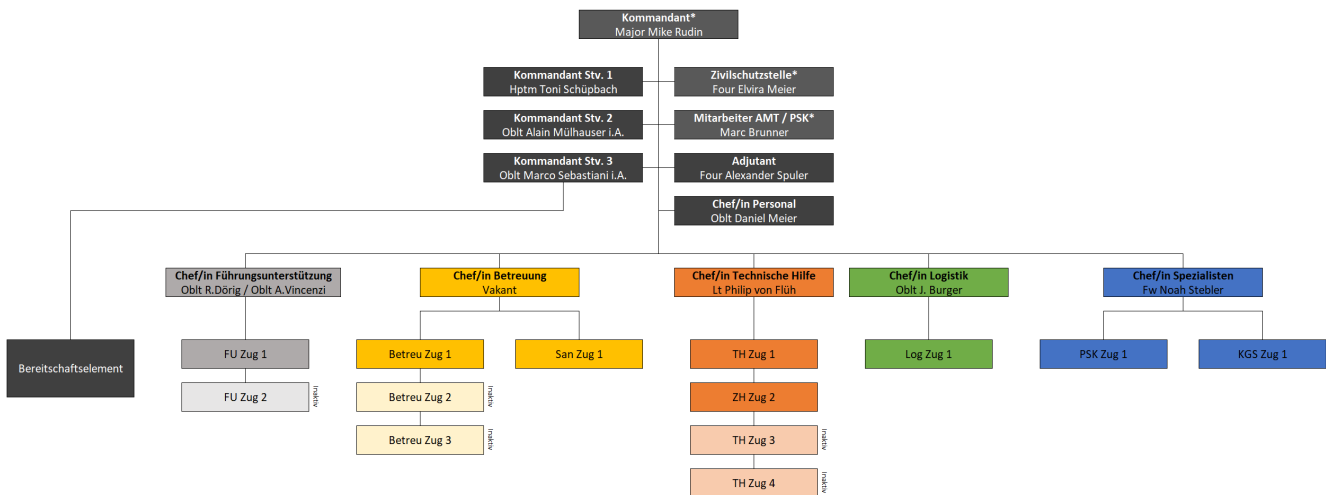 Kommandant*
Major Mike Rudin
Kommandant Stv. 1
Hptm Toni Schüpbach
Zivilschutzstelle*
Four Elvira Meier
Kommandant Stv. 2
Oblt Alain Mülhauser i.A.
Mitarbeiter AMT / PSK*
Marc Brunner
Kommandant Stv. 3
Oblt Marco Sebastiani i.A.
Adjutant
Four Alexander Spuler
Chef/in Personal
Oblt Daniel Meier
Chef/in Führungsunterstützung
Oblt R.Dörig / Oblt A.Vincenzi
Chef/in Betreuung
Vakant
Chef/in Technische Hilfe
Lt Philip von Flüh
Chef/in Logistik
Oblt J. Burger
Chef/in Spezialisten
Fw Noah Stebler
Bereitschaftselement
FU Zug 1
Betreu Zug 1
San Zug 1
TH Zug 1
Log Zug 1
PSK Zug 1
KGS Zug 1
FU Zug 2
Inaktiv
Betreu Zug 2
Inaktiv
ZH Zug 2
Betreu Zug 3
Inaktiv
TH Zug 3
Inaktiv
TH Zug 4
Inaktiv